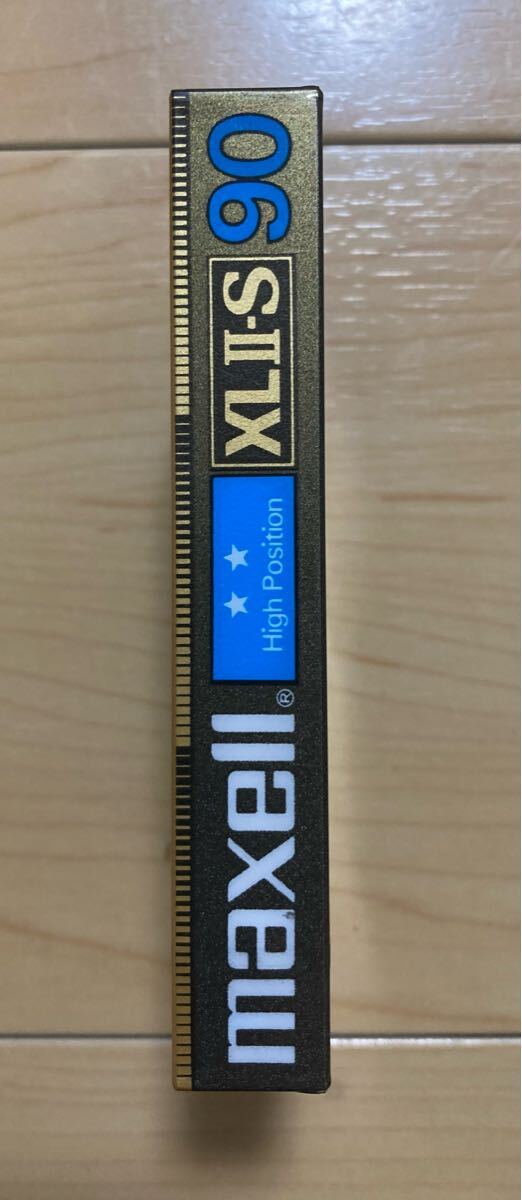 maxell®
★★
High Position
XLII-S
90